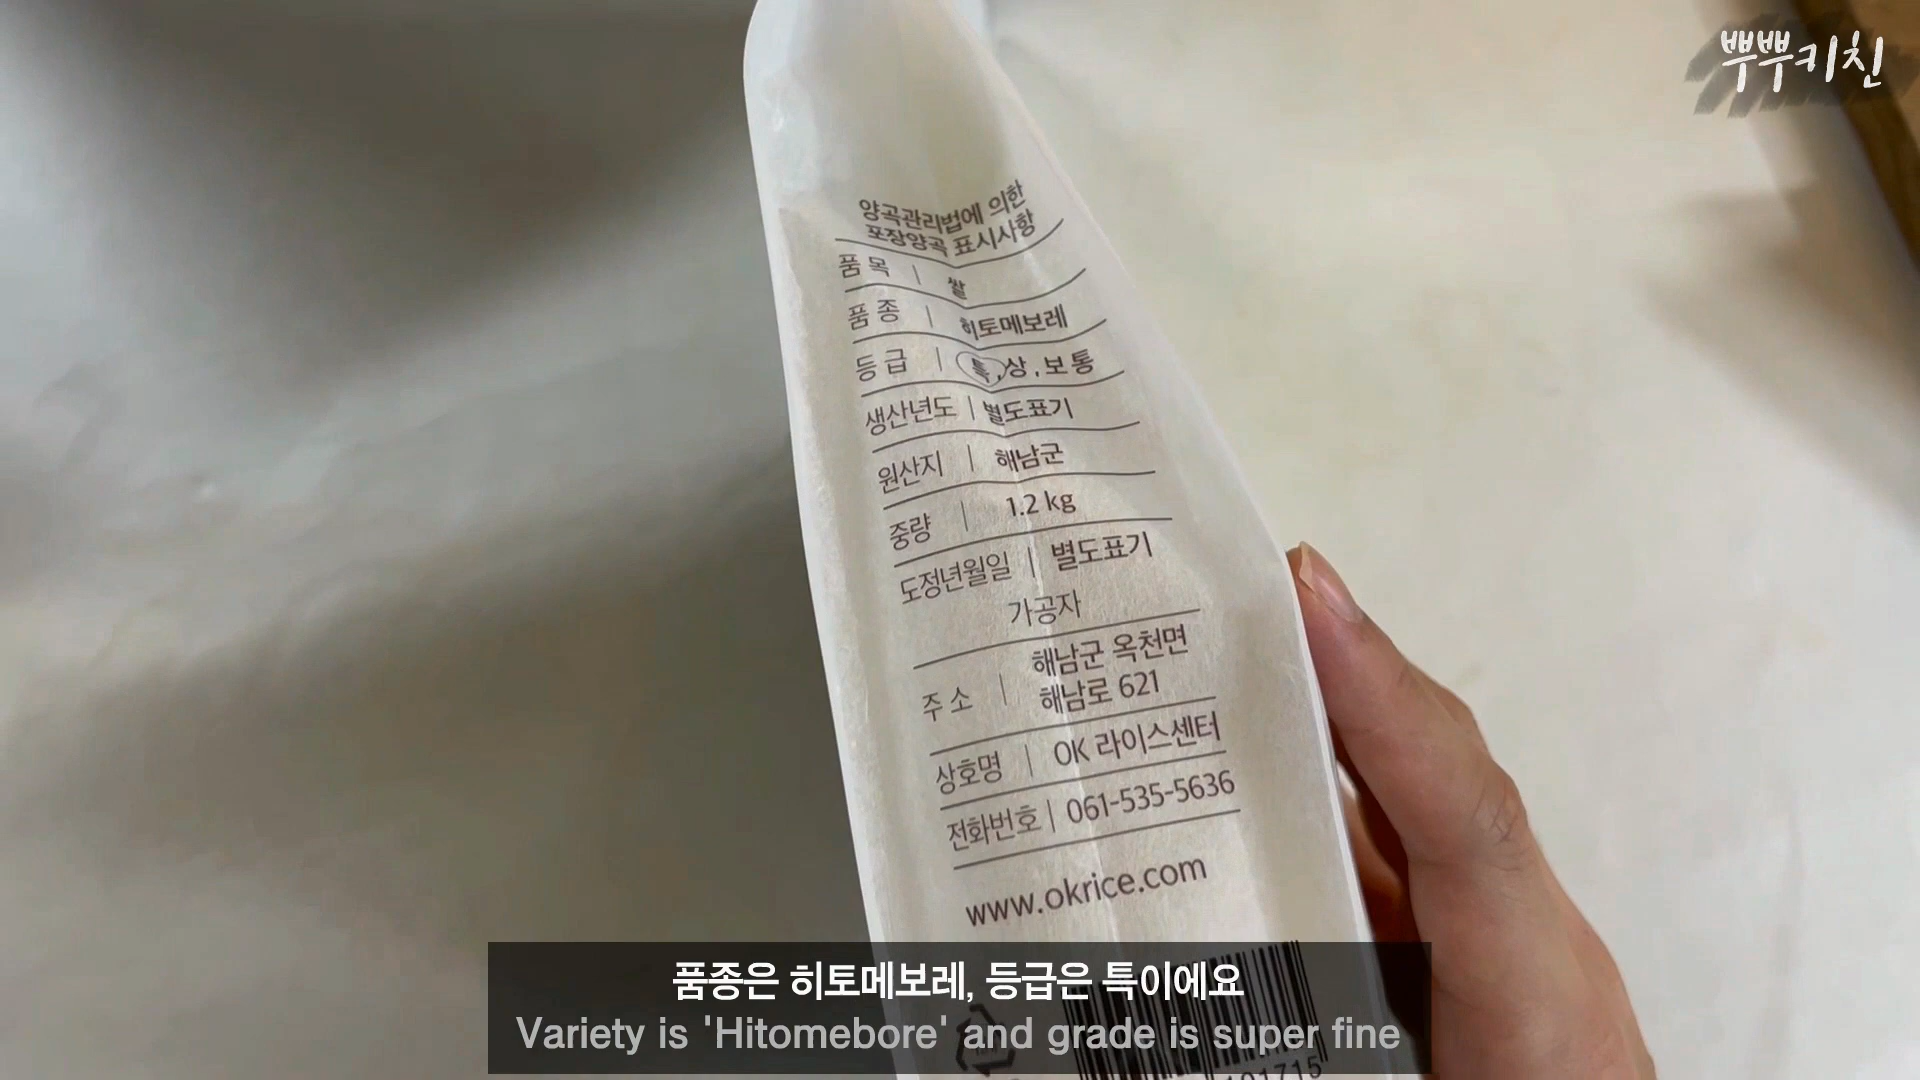 뿌뿌키친
양곡관리법에 의한
포장양곡 표시사항
품목 | 쌀
품종 | 히토메보레
등급 | 특, 상, 보통
생산년도 | 별도표기
원산지 | 해남군
중량 | 1.2 kg
도정년월일 | 별도표기
가공자
주소 | 해남군 옥천면
해남로 621
상호명 | OK 라이스센터
전화번호 | 061-535-5636
www.okrice.com
품종은 히토메보레, 등급은 특이에요
Variety is 'Hitomebore' and grade is super fine